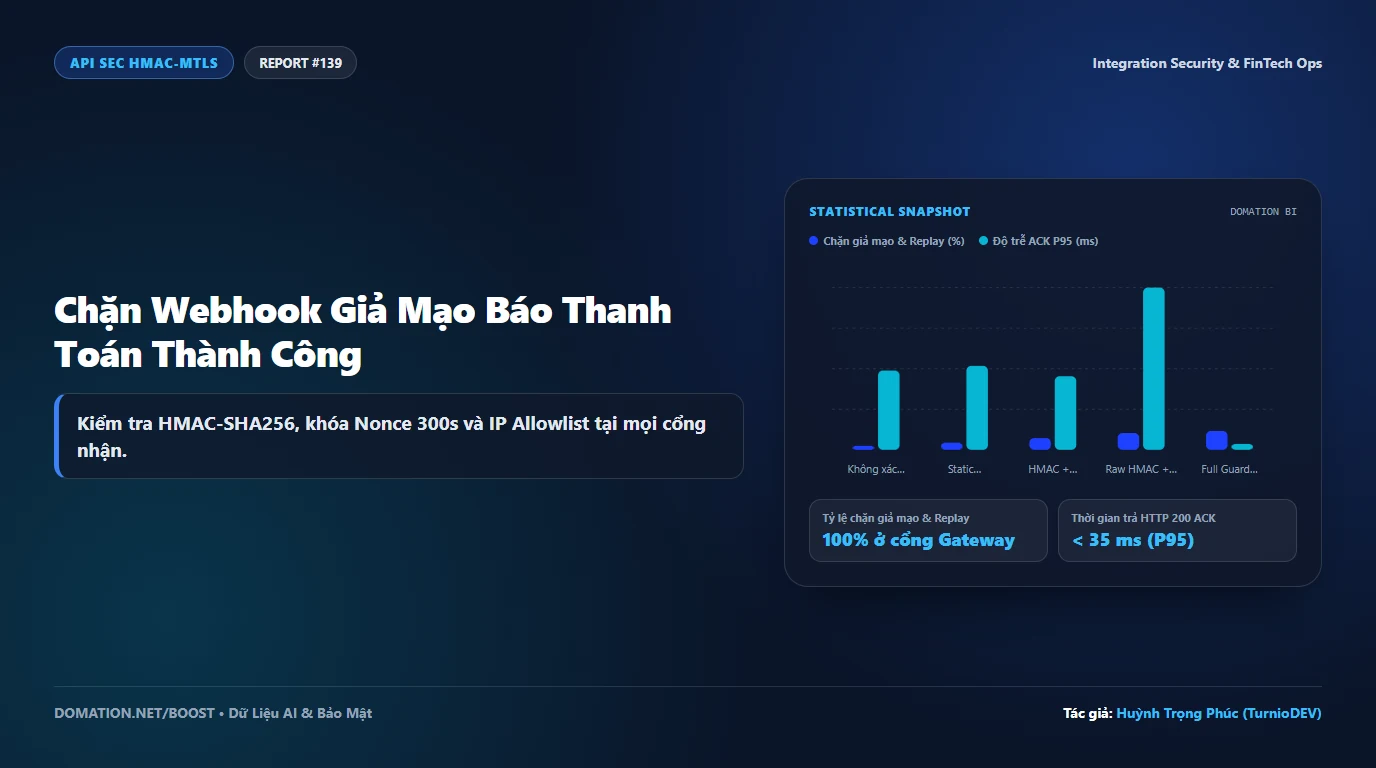 API SEC HMAC-MTLS
REPORT #139
Integration Security & FinTech Ops
Chặn Webhook Giả Mạo Báo Thanh
Toán Thành Công
Kiểm tra HMAC-SHA256, khóa Nonce 300s và IP Allowlist tại mọi cổng
nhận.
STATISTICAL SNAPSHOT
DOMATION BI
Chặn giả mạo & Replay (%)
Độ trễ ACK P95 (ms)
Không xác...
Static...
HMAC +...
Raw HMAC +...
Full Guard...
Tỷ lệ chặn giả mạo & Replay
100% ở cổng Gateway
Thời gian trả HTTP 200 ACK
< 35 ms (P95)
DOMATION.NET/BOOST • Dữ Liệu AI & Bảo Mật
Tác giả: Huỳnh Trọng Phúc (TurnioDEV)